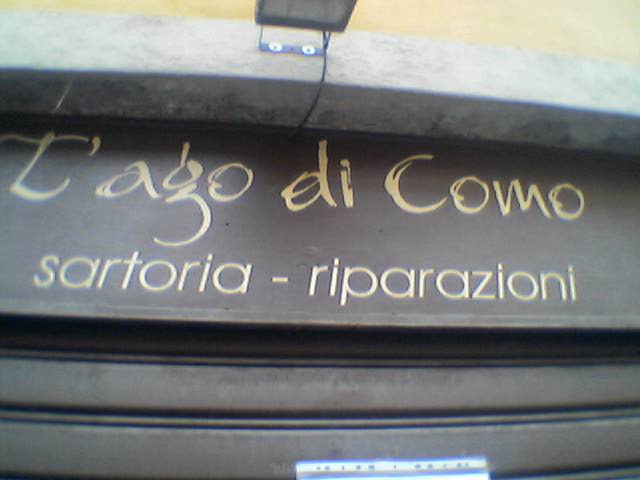 L'ago di Como
sartoria - riparazioni